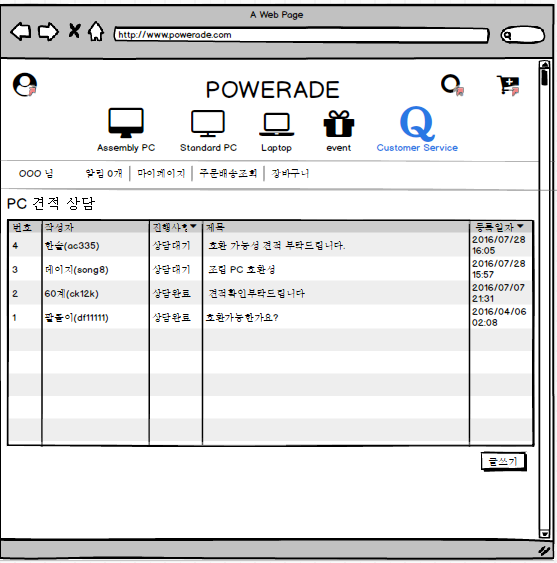 A Web Page
http://www.powerade.com
POWERADE
Assembly PC Standard PC Laptop event Q Customer Service
OOO 님 알림 0개 마이페이지 주문배송조회 장바구니
PC 견적 상담
번호 작성자 진행사항 제목 등록일자
4 한솔(ac335) 상담대기 호환 가능성 견적 부탁드립니다. 2016/07/28 16:05
3 데이지(song8) 상담대기 조립 PC 호환성 2016/07/28 15:57
2 60계(ck12k) 상담완료 견적확인부탁드립니다 2016/07/07 21:31
1 팔돌이(df11111) 상담완료 호환가능한가요? 2016/04/06 02:08
글쓰기